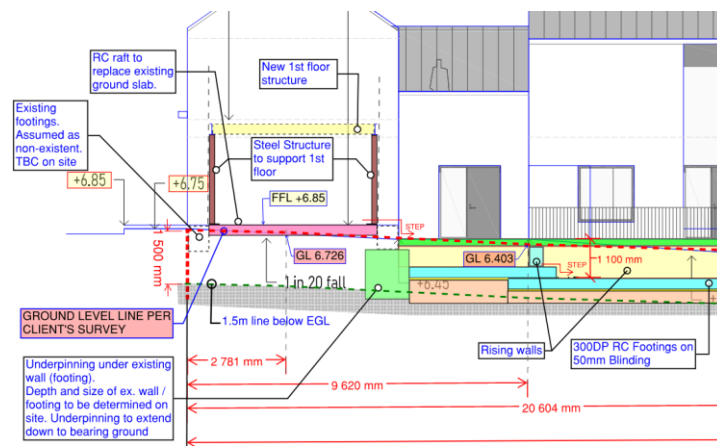 RC raft to
replace existing
ground slab.
New 1st floor
structure
Existing
footings.
Assumed as
non-existent.
TBC on site
Steel Structure
to support 1st
floor
+6.85
+6.75
FFL +6.85
STEP
GL 6.726
GL 6.403
1 100 mm
STEP
1 500 mm
1 in 20 fall
+6.45
GROUND LEVEL LINE PER
CLIENT'S SURVEY
1.5m line below EGL
Rising walls
300DP RC Footings on
50mm Blinding
2 781 mm
Underpinning under existing
wall (footing).
Depth and size of ex. wall /
footing to be determined on
site. Underpinning to extend
down to bearing ground
9 620 mm
20 604 mm